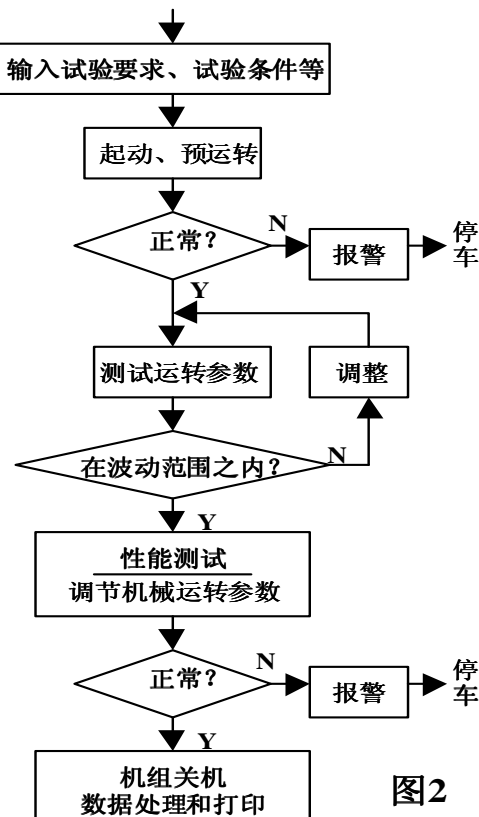 输入试验要求、试验条件等
起动、预运转
正常？
N
报警
停
车
Y
测试运转参数
调整
在波动范围之内？
N
Y
性能测试
调节机械运转参数
正常？
N
报警
停
车
Y
机组关机
数据处理和打印
图2